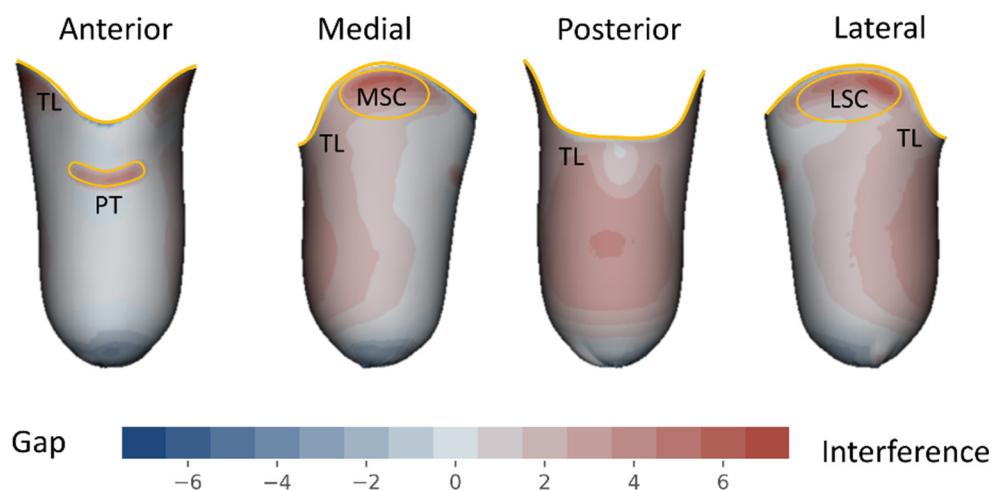 Anterior
Medial
Posterior
Lateral
TL
PT
MSC
TL
TL
LSC
TL
Gap
−6 −4 −2 0 2 4 6
Interference